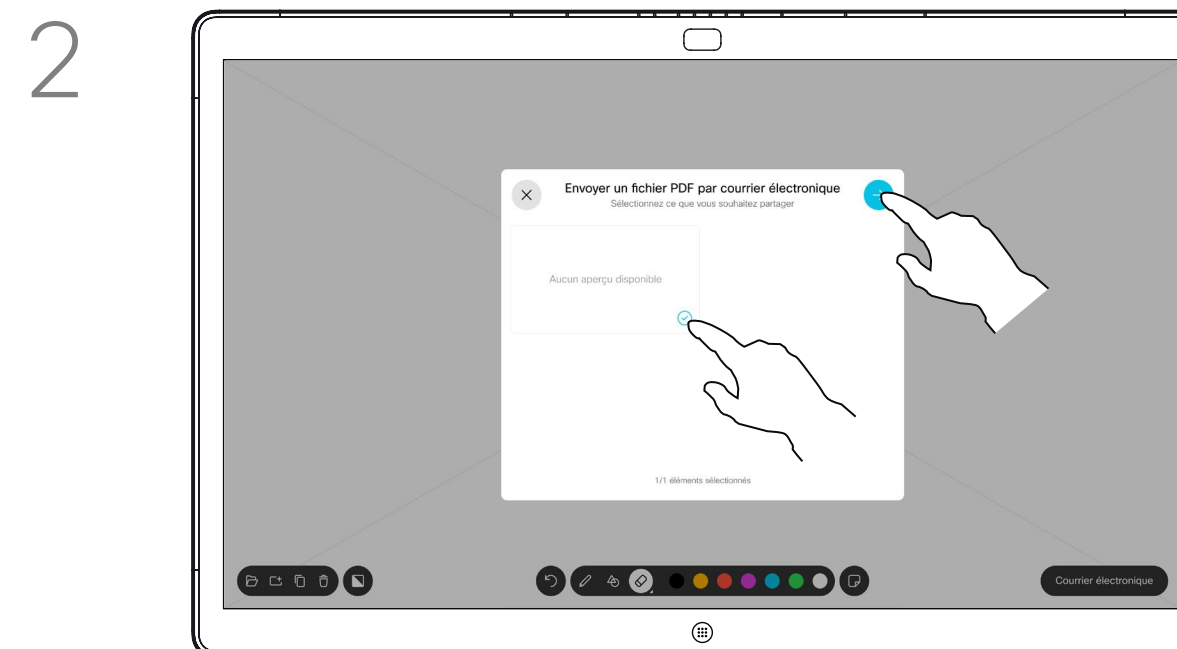 2
Envoyer un fichier PDF par courrier électronique
Sélectionnez ce que vous souhaitez partager
Aucun aperçu disponible
1/1 éléments sélectionnés
Courrier électronique